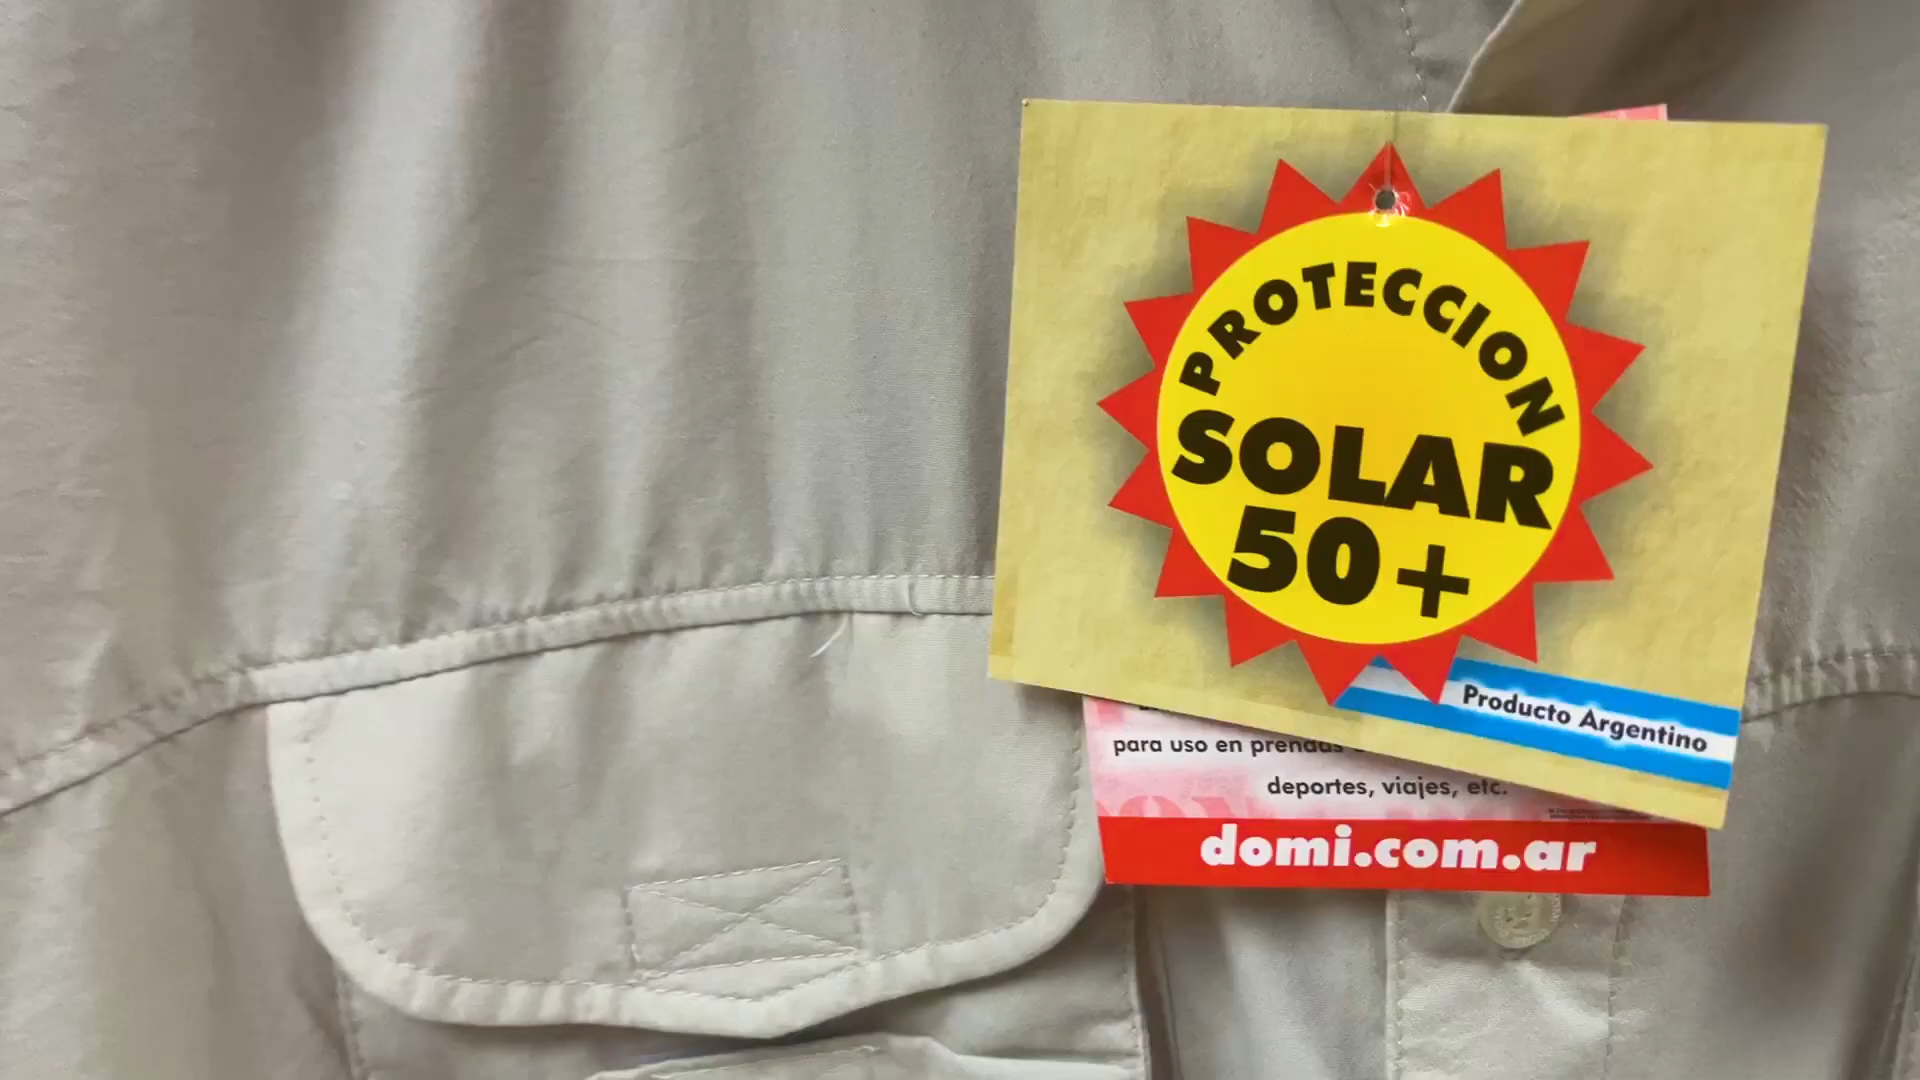 PROTECCION
SOLAR
50+
Producto Argentino
para uso en prendas
deportes, viajes, etc.
domi.com.ar